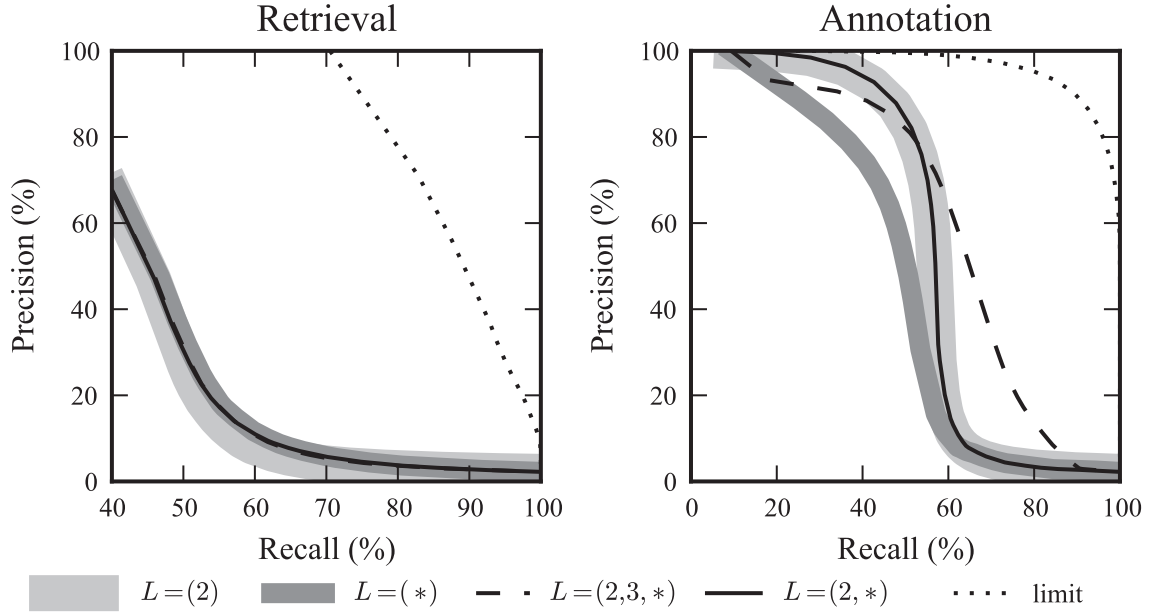 Retrieval
Annotation
Precision (%)
100
80
60
40
20
0
40 50 60 70 80 90 100
Recall (%)
Precision (%)
100
80
60
40
20
0
0 20 40 60 80 100
Recall (%)
L=(2) L=(*) L=(2,3,*) L=(2,*) limit